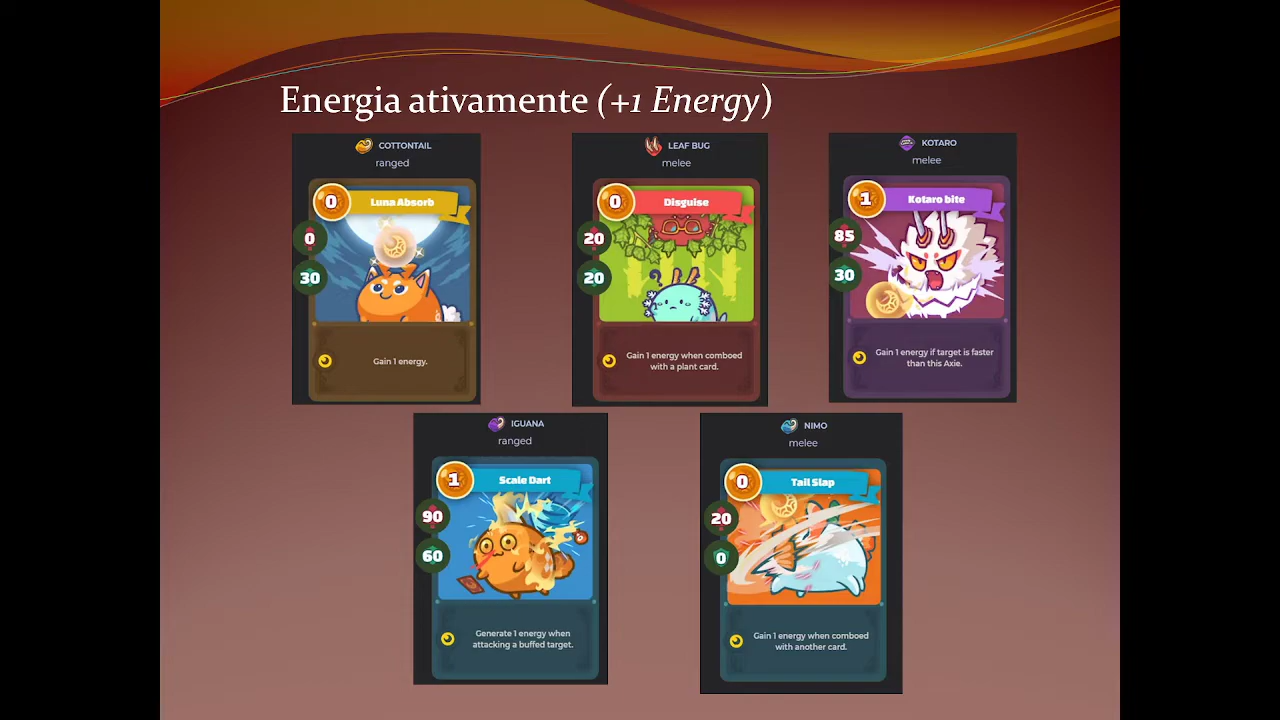 Energia ativamente (+1 Energy)
COTTONTAIL
ranged
0
Luna Absorb
0
30
Gain 1 energy.
LEAF BUG
melee
0
Disguise
20
20
Gain 1 energy when comboed
with a plant card.
KOTARO
melee
1
Kotaro bite
85
30
Gain 1 energy if target is faster
than this Axie.
IGUANA
ranged
1
Scale Dart
90
60
Generate 1 energy when
attacking a buffed target.
NIMO
melee
0
Tail Slap
20
0
Gain 1 energy when comboed
with another card.